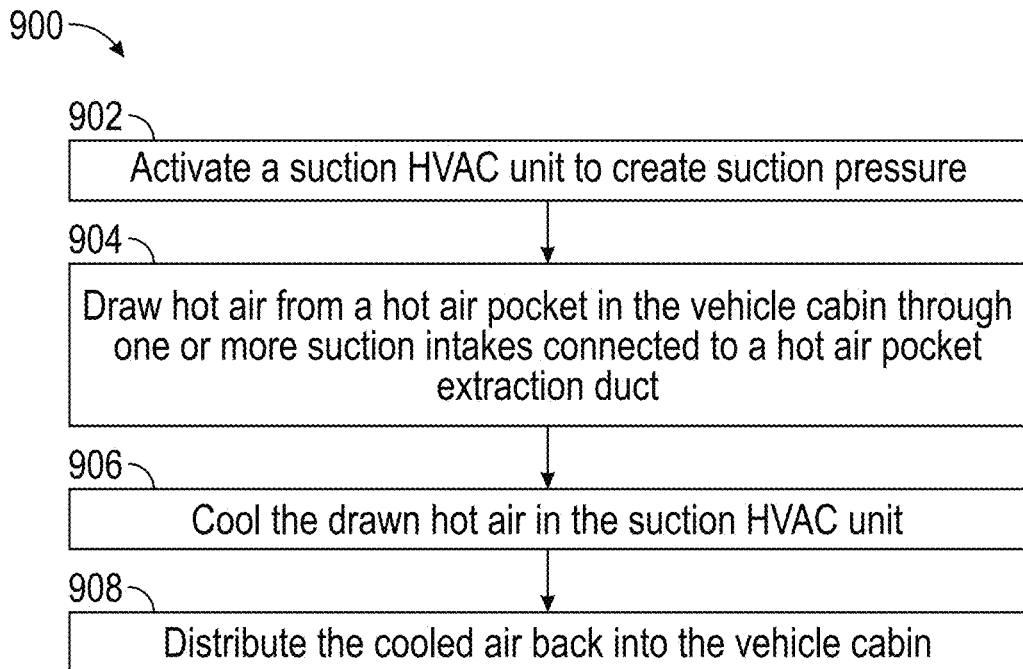 900
902
Activate a suction HVAC unit to create suction pressure
904
Draw hot air from a hot air pocket in the vehicle cabin through
one or more suction intakes connected to a hot air pocket
extraction duct
906
Cool the drawn hot air in the suction HVAC unit
908
Distribute the cooled air back into the vehicle cabin